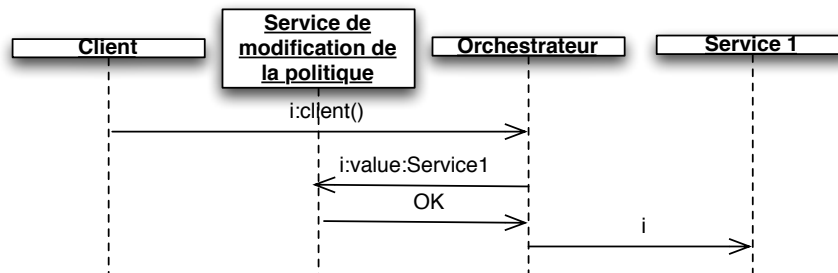 Client
Service de
modification de
la politique
Orchestrateur
Service 1
i:client()
i:value:Service1
OK
i